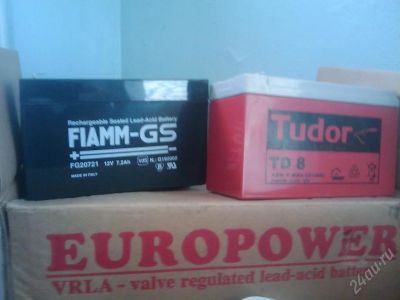 Rechargeable Sealed Lead-Acid Battery
FIAMM-GS
FG20721 12V 7,2Ah
MADE IN ITALY
Tudor
TD 8
EUROPOWER
VRLA - valve regulated lead-acid batter
24au.ru